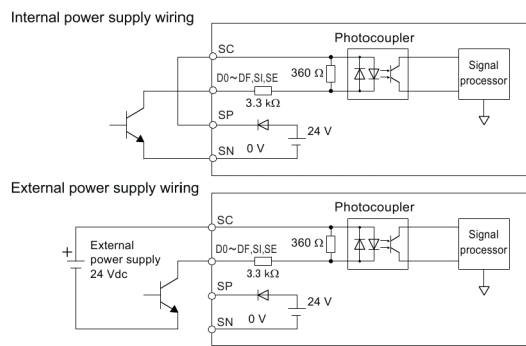 Internal power supply wiring
Photocoupler
SC
D0～DF,SI,SE
360 Ω
3.3 kΩ
Signal
processor
SP
24 V
0 V
SN
External power supply wiring
Photocoupler
SC
+
External
power supply
24 Vdc
D0～DF,SI,SE
360 Ω
3.3 kΩ
Signal
processor
SP
24 V
0 V
SN